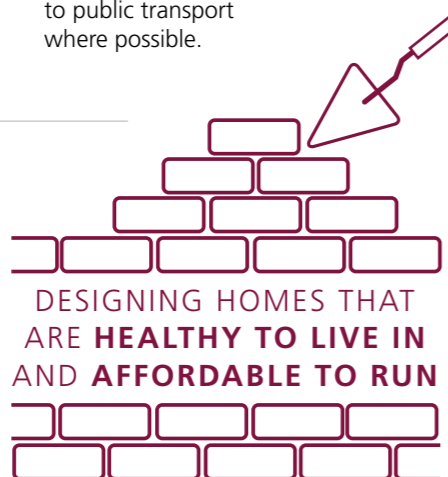 to public transport
where possible.
DESIGNING HOMES THAT
ARE HEALTHY TO LIVE IN
AND AFFORDABLE TO RUN